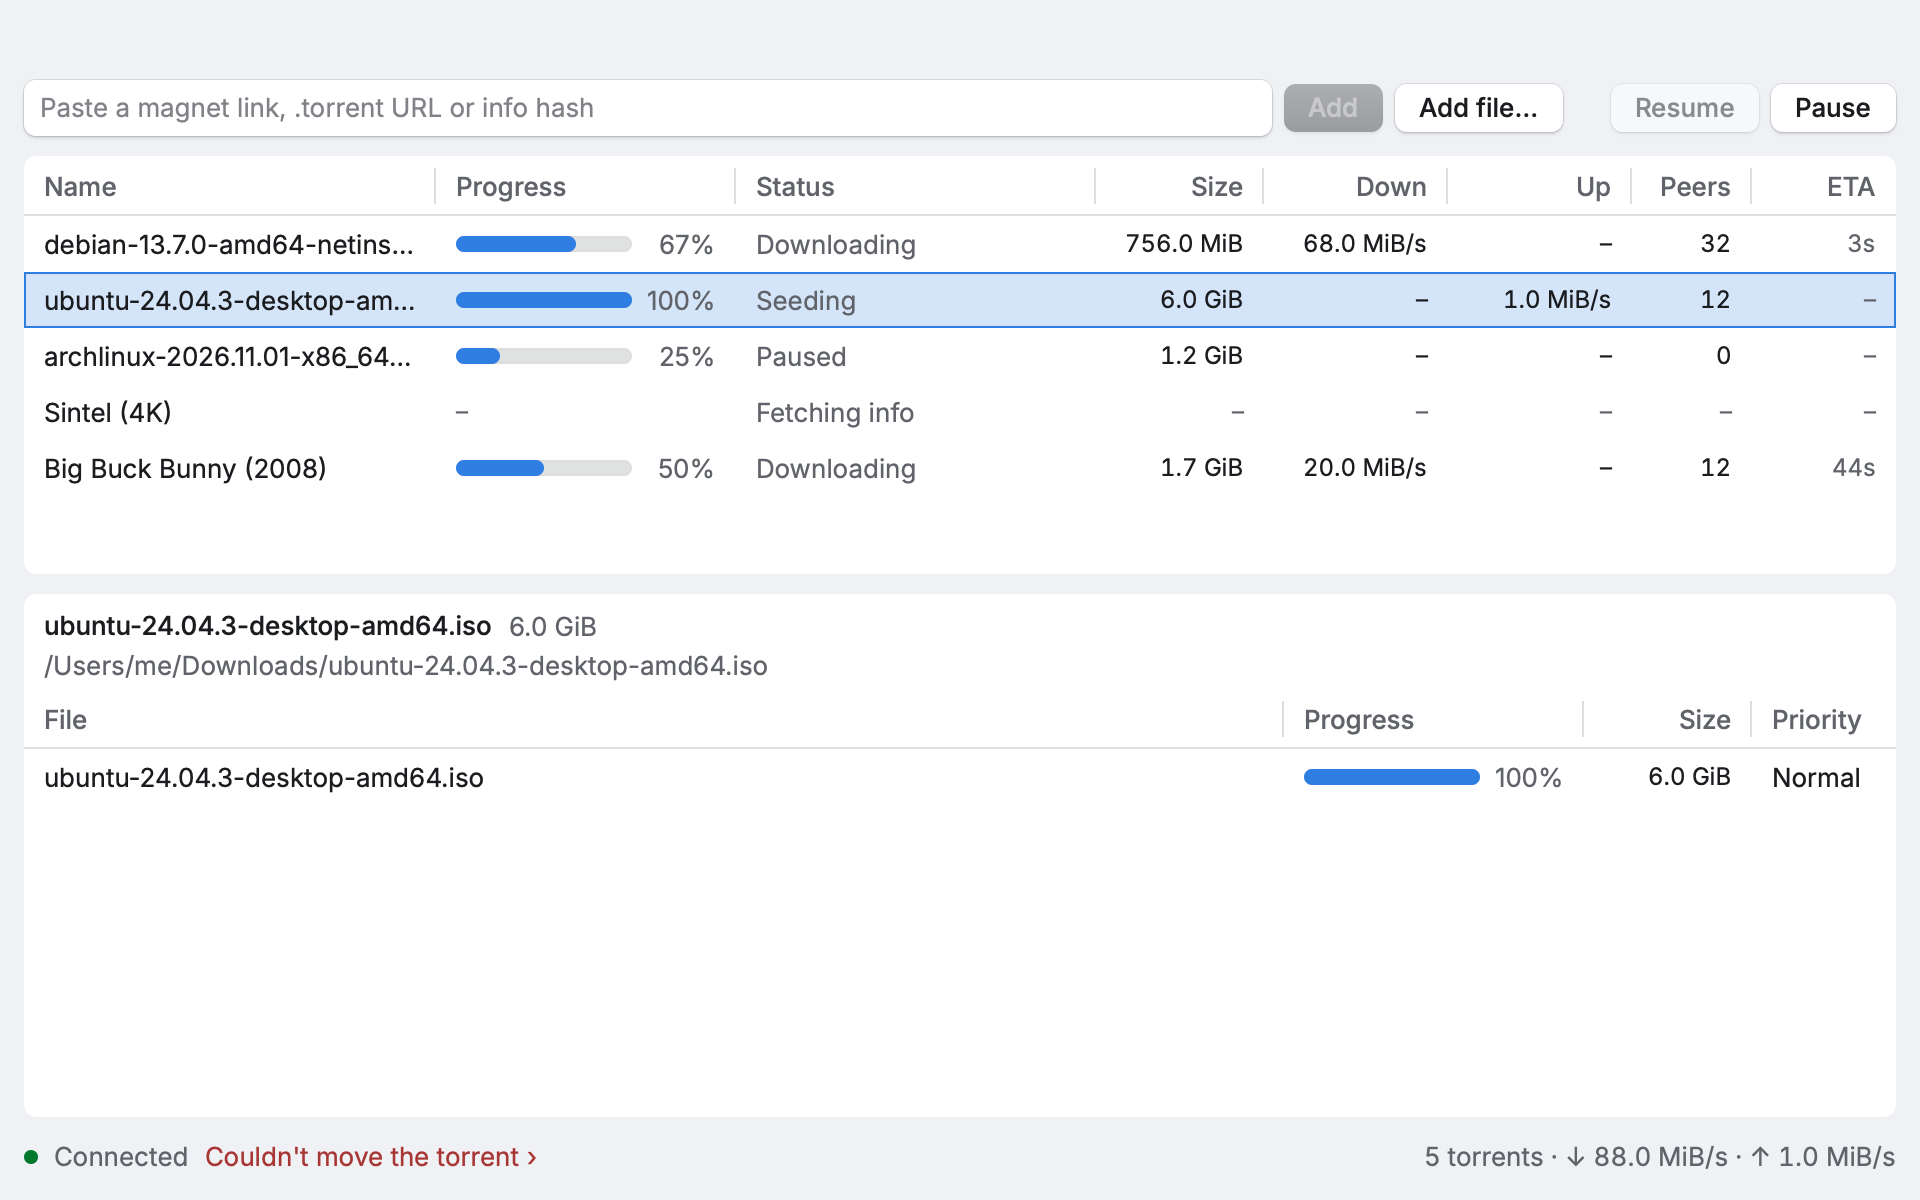 Paste a magnet link, .torrent URL or info hash Add Add file... Resume Pause
Name Progress Status Size Down Up Peers ETA
debian-13.7.0-amd64-netins... 67% Downloading 756.0 MiB 68.0 MiB/s – 32 3s
ubuntu-24.04.3-desktop-am... 100% Seeding 6.0 GiB – 1.0 MiB/s 12 –
archlinux-2026.11.01-x86_64... 25% Paused 1.2 GiB – – 0 –
Sintel (4K) – Fetching info – – – – –
Big Buck Bunny (2008) 50% Downloading 1.7 GiB 20.0 MiB/s – 12 44s
ubuntu-24.04.3-desktop-amd64.iso 6.0 GiB
/Users/me/Downloads/ubuntu-24.04.3-desktop-amd64.iso
File Progress Size Priority
ubuntu-24.04.3-desktop-amd64.iso 100% 6.0 GiB Normal
Connected Couldn't move the torrent › 5 torrents · ↓ 88.0 MiB/s · ↑ 1.0 MiB/s